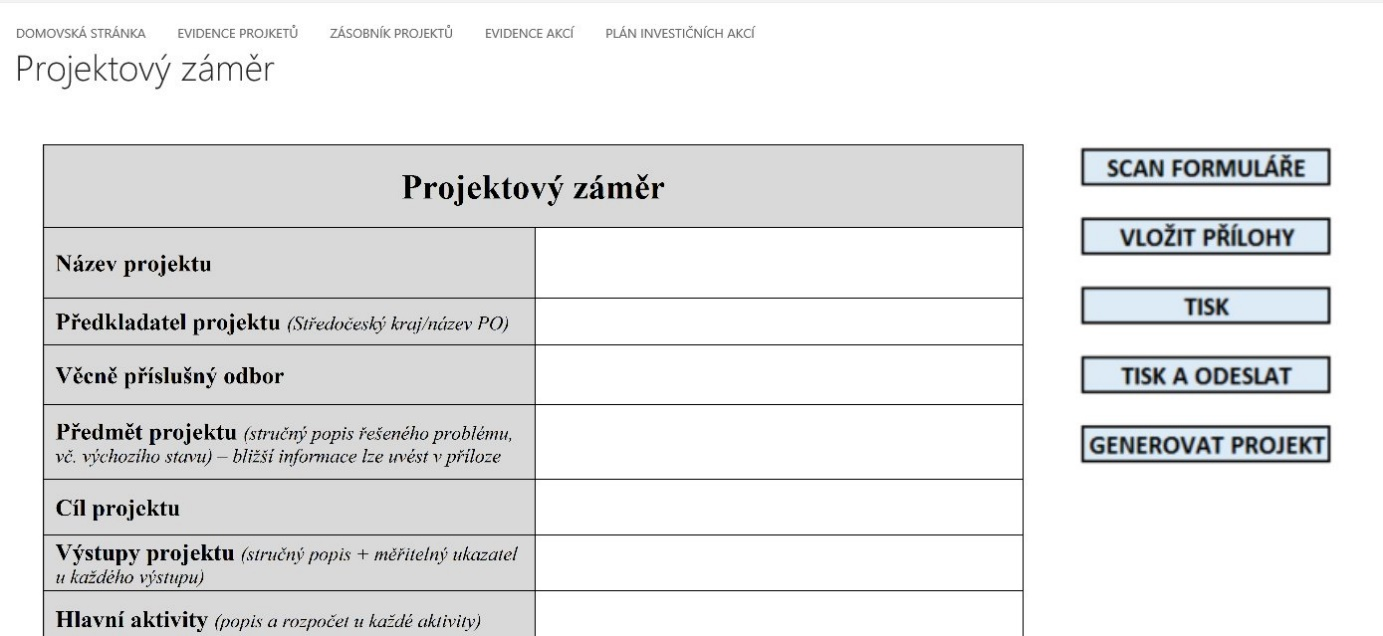 DOMOVSKÁ STRÁNKA EVIDENCE PROJKETŮ ZÁSOBNÍK PROJEKTŮ EVIDENCE AKCÍ PLÁN INVESTIČNÍCH AKCÍ
Projektový záměr
Projektový záměr
Název projektu
Předkladatel projektu (Středočeský kraj/název PO)
Věcně příslušný odbor
Předmět projektu (stručný popis řešeného problému,
vč. výchozího stavu) – bližší informace lze uvést v příloze
Cíl projektu
Výstupy projektu (stručný popis + měřitelný ukazatel
u každého výstupu)
Hlavní aktivity (popis a rozpočet u každé aktivity)
SCAN FORMULÁŘE
VLOŽIT PŘÍLOHY
TISK
TISK A ODESLAT
GENEROVAT PROJEKT